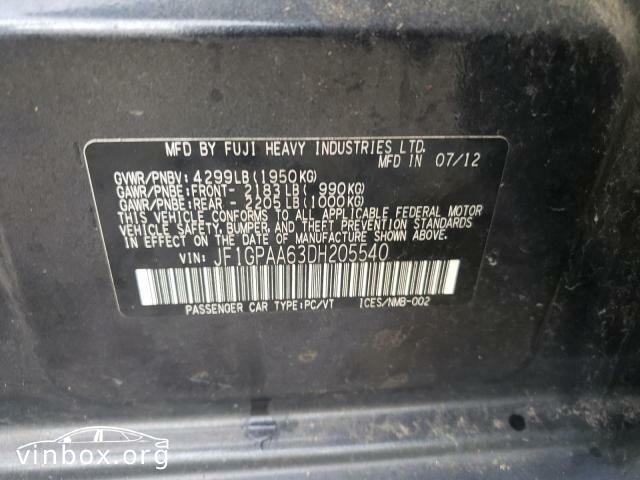 MFD BY FUJI HEAVY INDUSTRIES LTD.
MFD IN 07/12
GVWR/PNBV: 4299LB(1950KG)
GAWR/PNBE:FRONT- 2183LB( 990KG)
GAWR/PNBE:REAR - 2205LB(1000KG)
THIS VEHICLE CONFORMS TO ALL APPLICABLE FEDERAL MOTOR
VEHICLE SAFETY, BUMPER, AND THEFT PREVENTION STANDARDS
IN EFFECT ON THE DATE OF MANUFACTURE SHOWN ABOVE.
VIN: JF1GPAA63DH205540
PASSENGER CAR TYPE:PC/VT ICES/NMB-002
vinbox.org